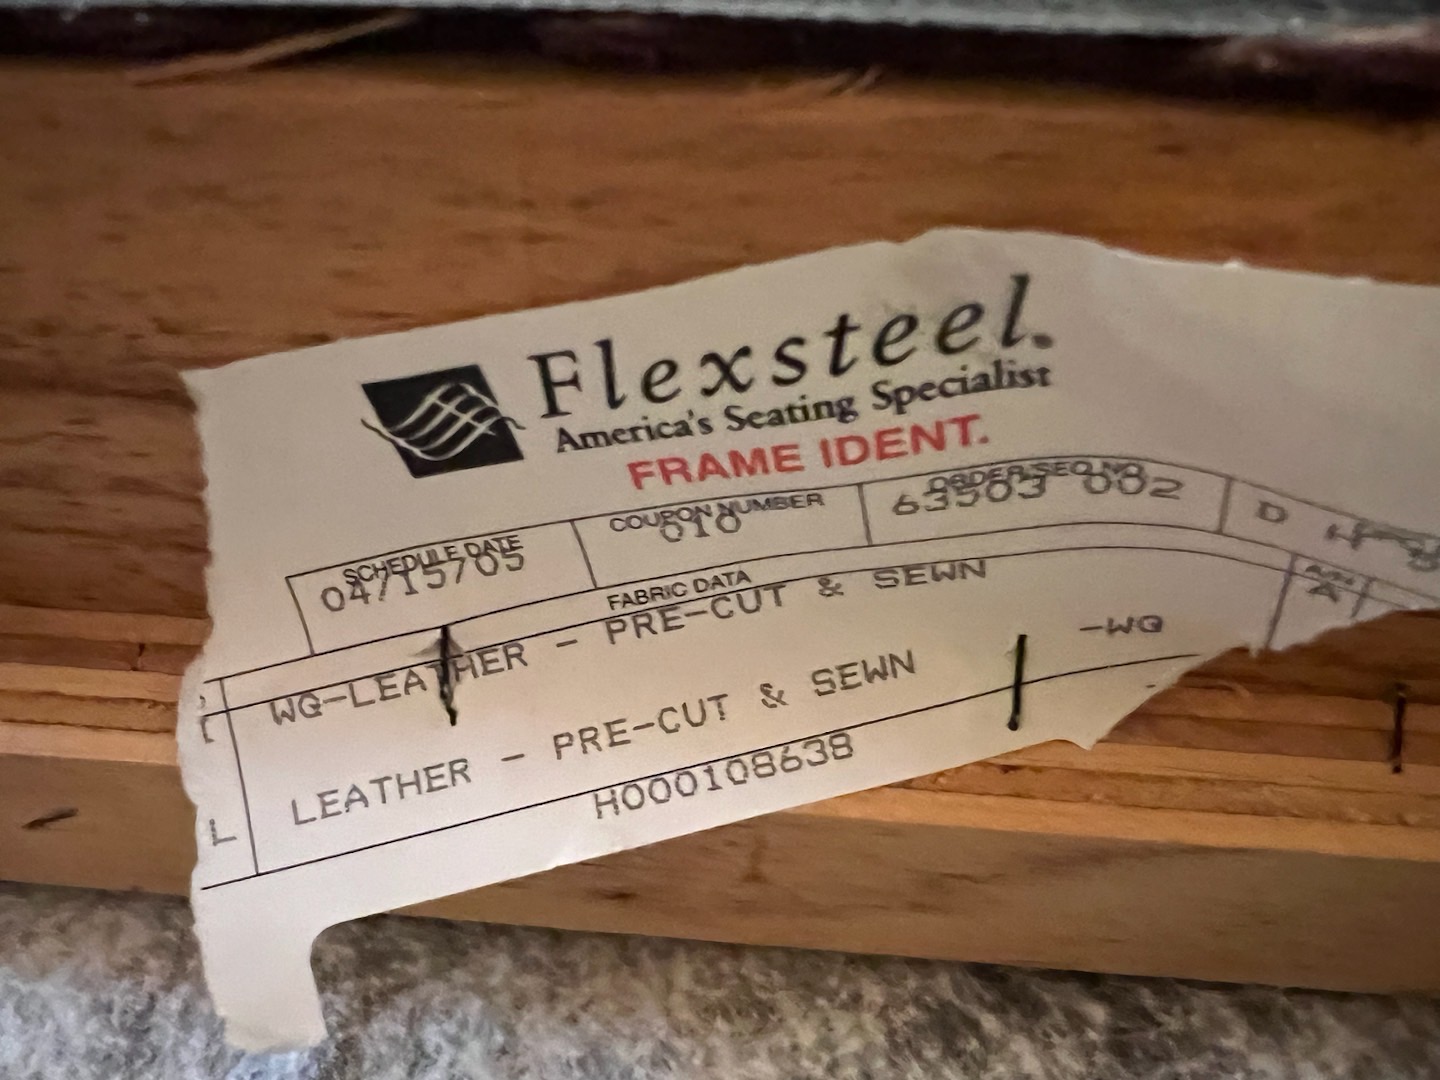 Flexsteel.
America's Seating Specialist
FRAME IDENT.
SCHEDULE DATE COUPON NUMBER ORDER/SEQ NO
04/15/05 010 63503 002 D
FABRIC DATA
WG-LEATHER - PRE-CUT & SEWN
-WG
LEATHER - PRE-CUT & SEWN
L
H000108638